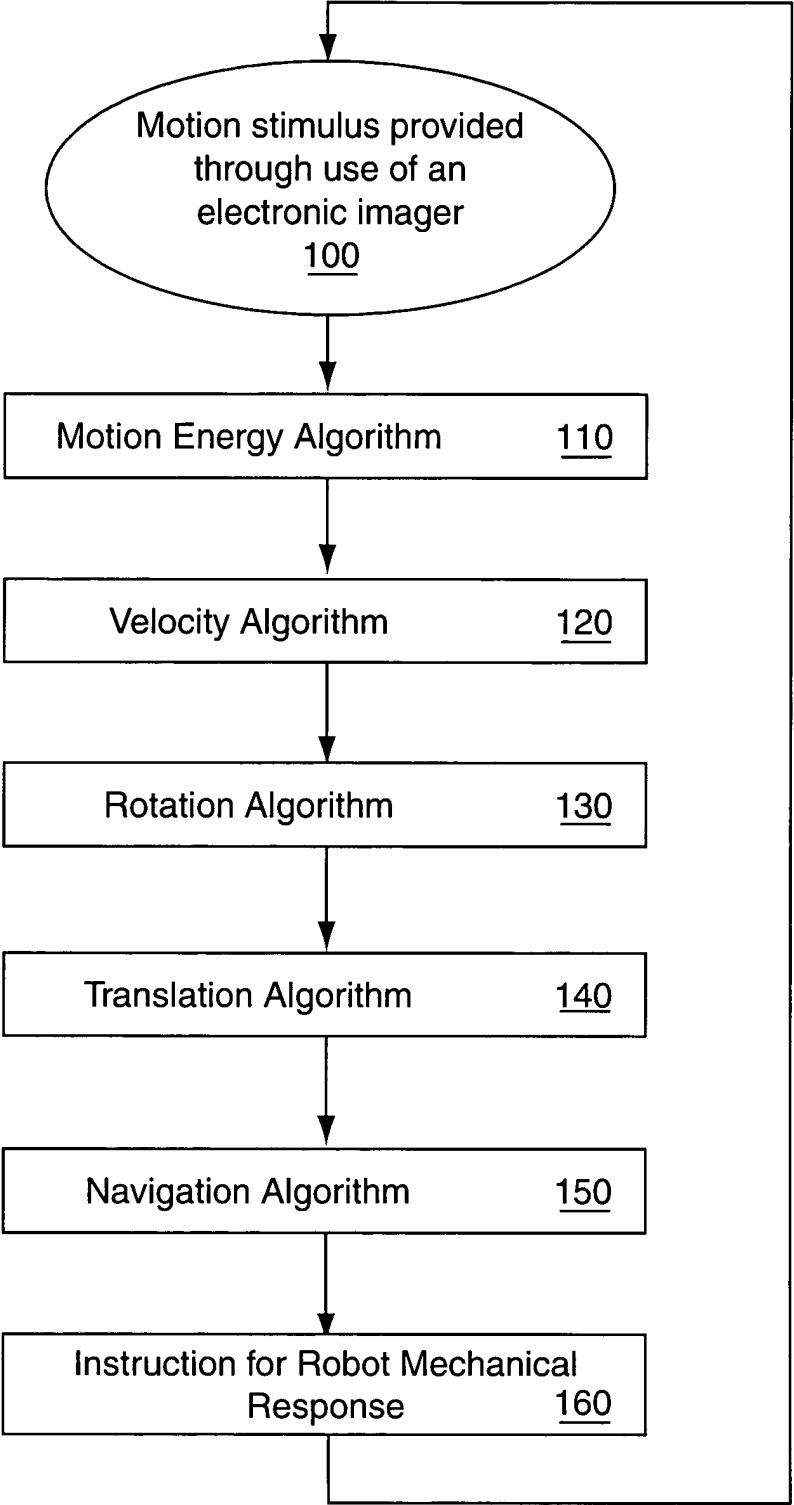 Motion stimulus provided
through use of an
electronic imager
100
Motion Energy Algorithm 110
Velocity Algorithm 120
Rotation Algorithm 130
Translation Algorithm 140
Navigation Algorithm 150
Instruction for Robot Mechanical
Response 160